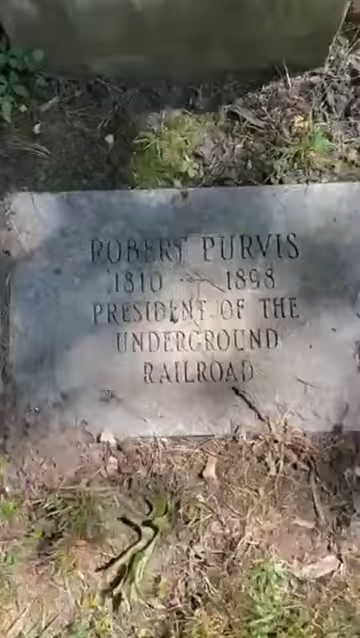 ROBERT PURVIS
1810 - 1898
PRESIDENT OF THE
UNDERGROUND
RAILROAD